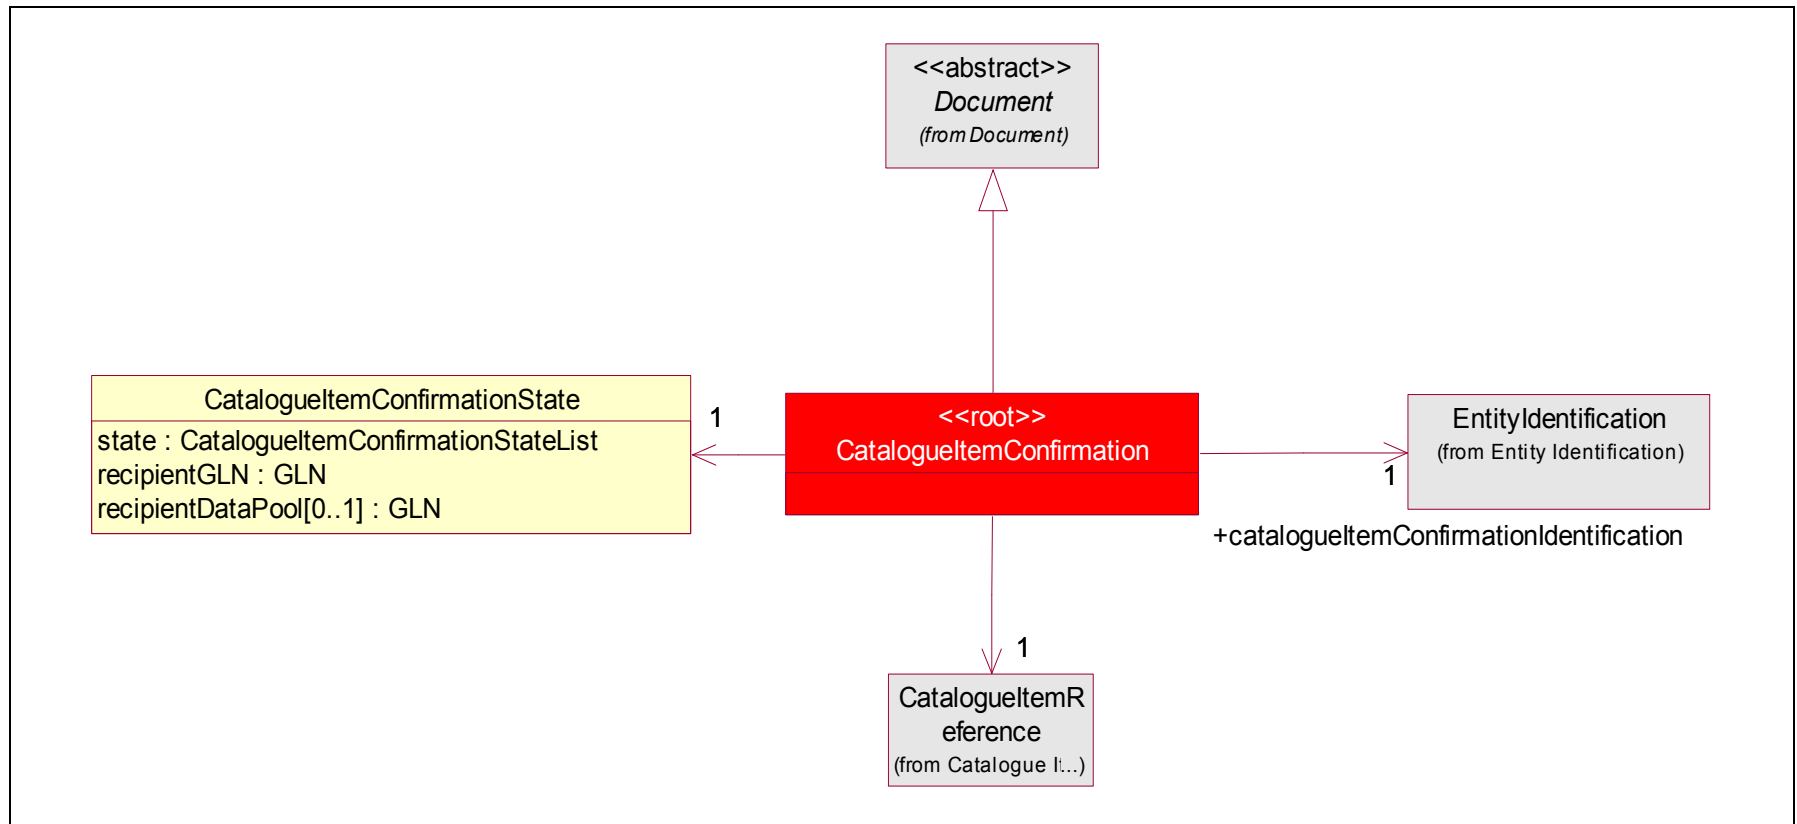 <<abstract>>
Document
(from Document)
CatalogueItemConfirmationState
state : CatalogueItemConfirmationStateList
recipientGLN : GLN
recipientDataPool[0..1] : GLN
1
<<root>>
CatalogueItemConfirmation
1
EntityIdentification
(from Entity Identification)
+catalogueItemConfirmationIdentification
1
CatalogueItemR
eference
(from Catalogue It...)